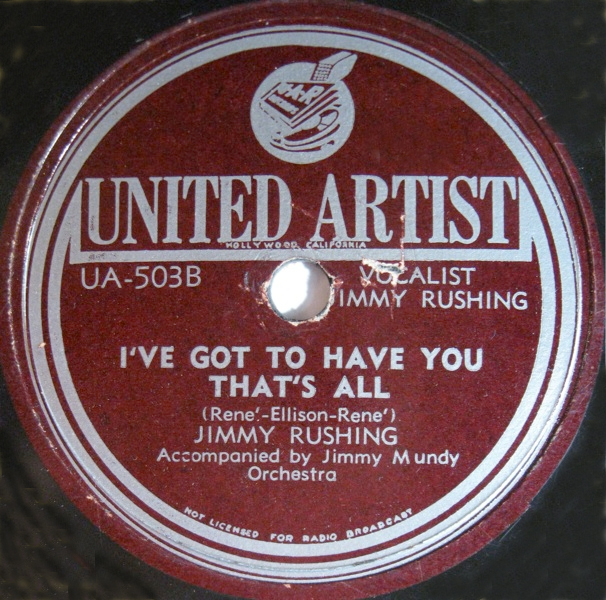 U-A-R
UNITED ARTIST
HOLLYWOOD, CALIFORNIA
UA-503B
VOCALIST
JIMMY RUSHING
I'VE GOT TO HAVE YOU
THAT'S ALL
(Rene'-Ellison-Rene')
JIMMY RUSHING
Accompanied by Jimmy Mundy
Orchestra
NOT LICENSED FOR RADIO BROADCAST